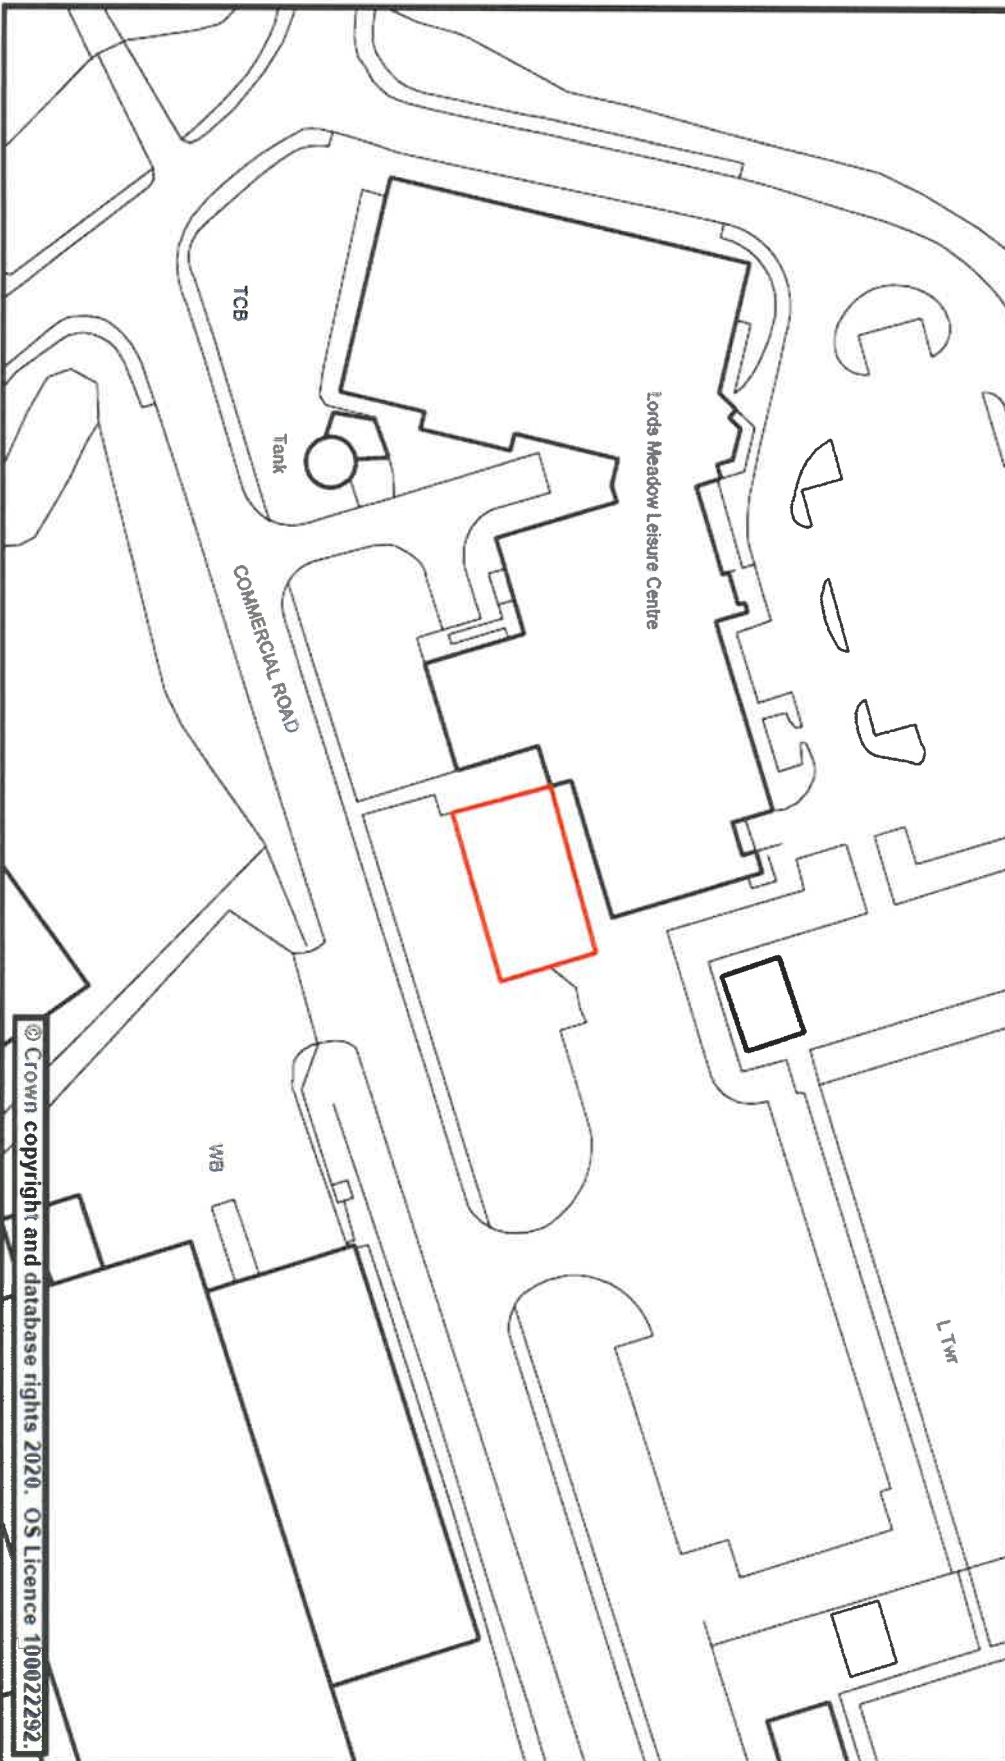 Lords Meadow Leisure Centre
TCB
Tank
COMMERCIAL ROAD
L Twr
WB
© Crown copyright and database rights 2020. OS Licence 100022292.